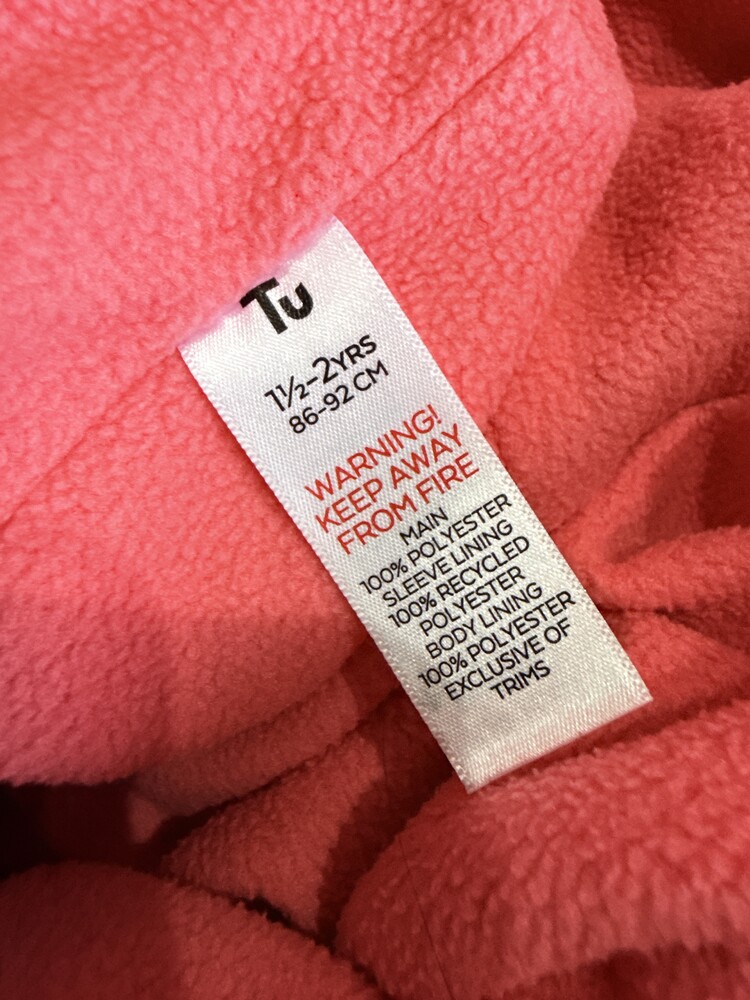 Tu
1½-2YRS
86-92 CM
WARNING!
KEEP AWAY
FROM FIRE
MAIN
100% POLYESTER
SLEEVE LINING
100% RECYCLED
POLYESTER
BODY LINING
100% POLYESTER
EXCLUSIVE OF
TRIMS